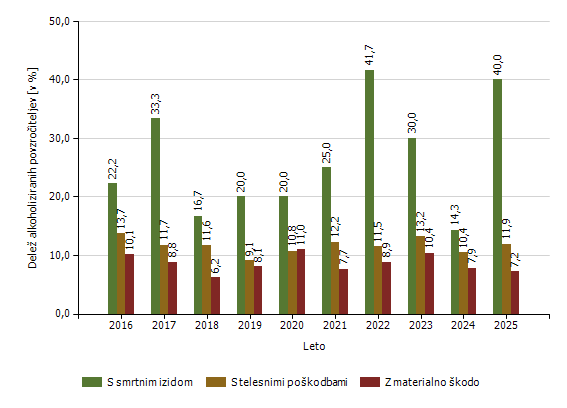 Delež alkoholiziranih povzročiteljev [v %]
50,0
40,0
30,0
20,0
10,0
0,0
22,2 13,7 10,1
33,3 11,7 8,8
16,7 11,6 6,2
20,0 9,1 8,1
20,0 10,8 11,0
25,0 12,2 7,7
41,7 11,5 8,9
30,0 13,2 10,4
14,3 10,4 7,9
40,0 11,9 7,2
2016 2017 2018 2019 2020 2021 2022 2023 2024 2025
Leto
S smrtnim izidom S telesnimi poškodbami Z materialno škodo